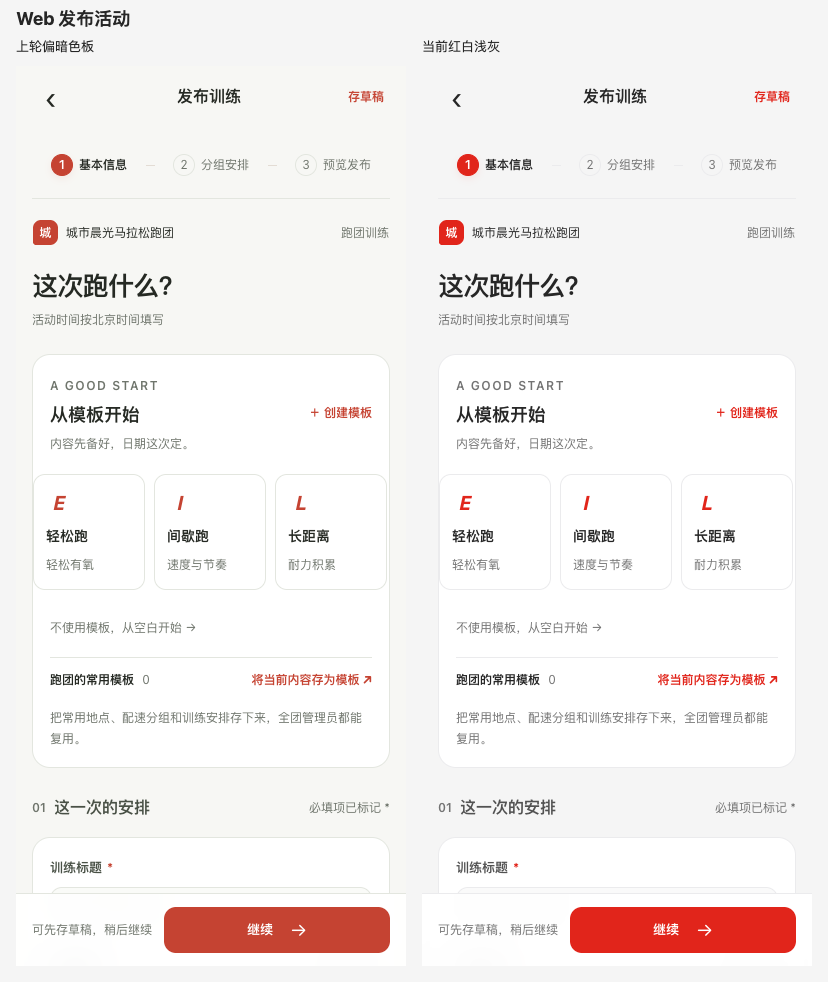 Web 发布活动
上轮偏暗色板
‹ 发布训练 存草稿
1 基本信息 — 2 分组安排 — 3 预览发布
城 城市晨光马拉松跑团 跑团训练
这次跑什么?
活动时间按北京时间填写
A GOOD START
从模板开始 + 创建模板
内容先备好，日期这次定。
E I L
轻松跑 间歇跑 长距离
轻松有氧 速度与节奏 耐力积累
不使用模板，从空白开始 →
跑团的常用模板 0 将当前内容存为模板 ↗
把常用地点、配速分组和训练安排存下来，全团管理员都能
复用。
01 这一次的安排 必填项已标记 *
训练标题 *
可先存草稿，稍后继续 继续 →
当前红白浅灰
‹ 发布训练 存草稿
1 基本信息 — 2 分组安排 — 3 预览发布
城 城市晨光马拉松跑团 跑团训练
这次跑什么?
活动时间按北京时间填写
A GOOD START
从模板开始 + 创建模板
内容先备好，日期这次定。
E I L
轻松跑 间歇跑 长距离
轻松有氧 速度与节奏 耐力积累
不使用模板，从空白开始 →
跑团的常用模板 0 将当前内容存为模板 ↗
把常用地点、配速分组和训练安排存下来，全团管理员都能
复用。
01 这一次的安排 必填项已标记 *
训练标题 *
可先存草稿，稍后继续 继续 →